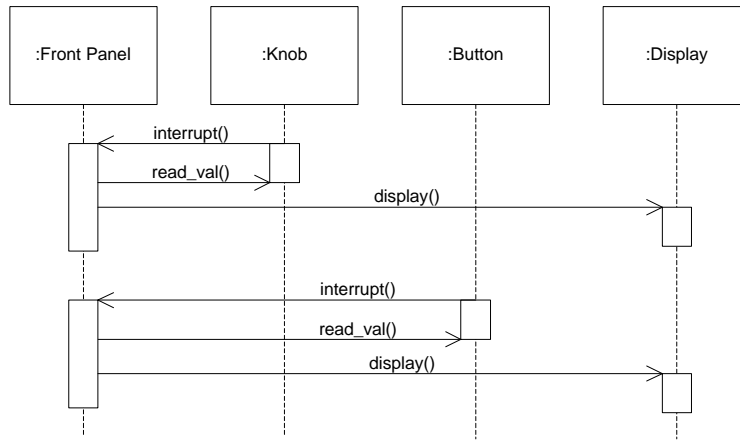 :Front Panel
:Knob
:Button
:Display
interrupt()
read_val()
display()
interrupt()
read_val()
display()